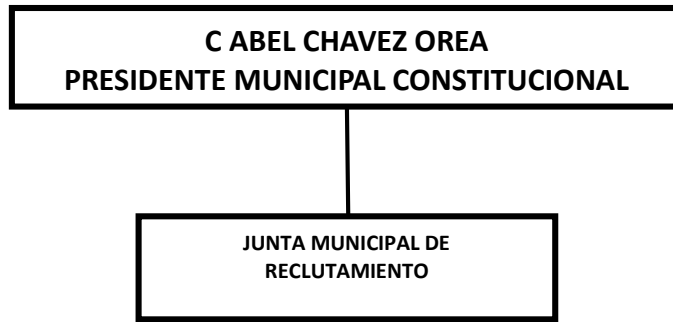 C ABEL CHAVEZ OREA
PRESIDENTE MUNICIPAL CONSTITUCIONAL
JUNTA MUNICIPAL DE
RECLUTAMIENTO